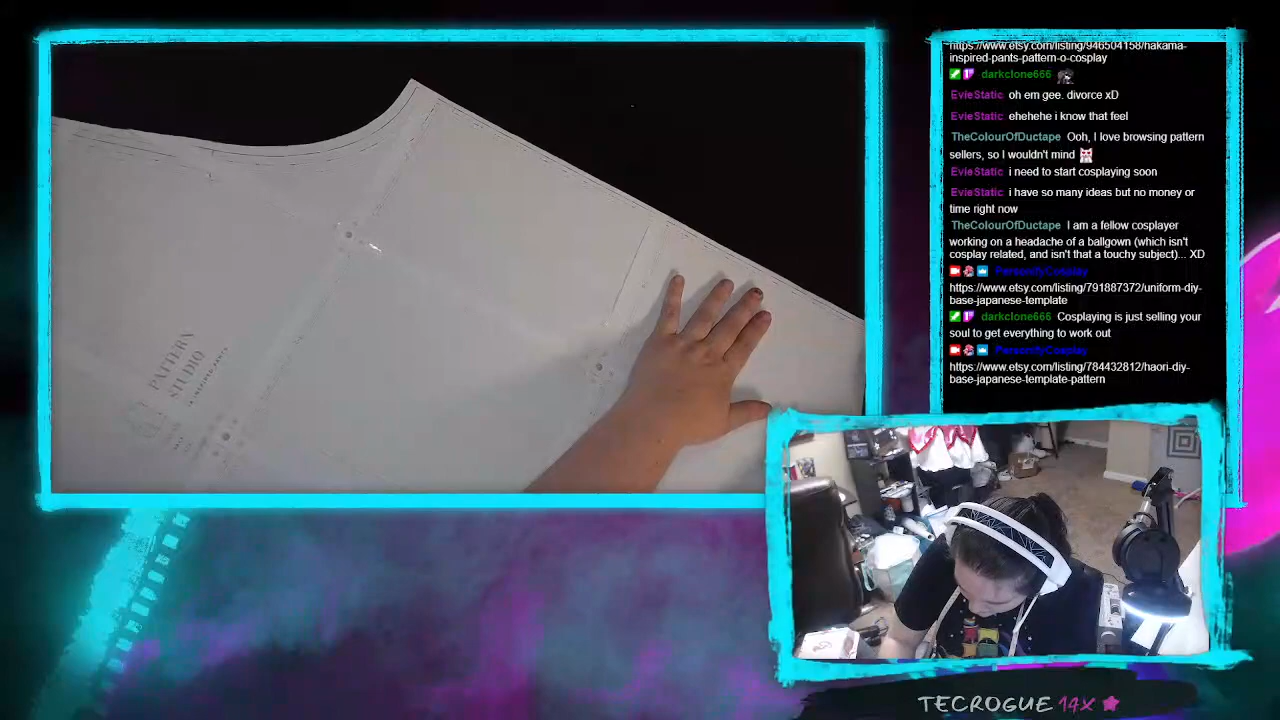 PATTERN
STUDIO
https://www.etsy.com/listing/946504158/hakama-
inspired-pants-pattern-o-cosplay
darkclone666
EvieStatic oh em gee. divorce xD
EvieStatic ehehehe i know that feel
TheColourOfDuctape Ooh, I love browsing pattern
sellers, so I wouldn't mind
EvieStatic i need to start cosplaying soon
EvieStatic i have so many ideas but no money or
time right now
TheColourOfDuctape I am a fellow cosplayer
working on a headache of a ballgown (which isn't
cosplay related, and isn't that a touchy subject)... XD
PersonifyCosplay
https://www.etsy.com/listing/791887372/uniform-diy-
base-japanese-template
darkclone666 Cosplaying is just selling your
soul to get everything to work out
PersonifyCosplay
https://www.etsy.com/listing/784432812/haori-diy-
base-japanese-template-pattern
TECROGUE 14X